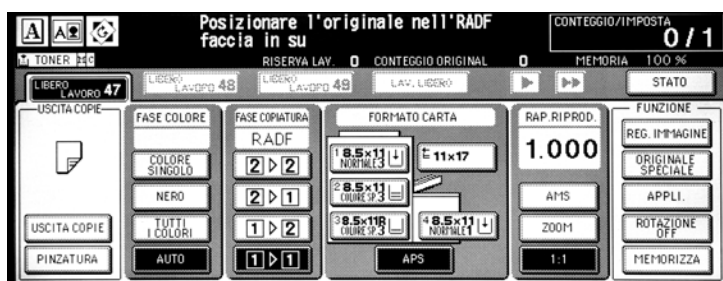 A A
Posizionare l'originale nell'RADF
faccia in su
CONTEGGIO/IMPOSTA
0/1
TONER
RISERVA LAV. 0 CONTEGGIO ORIGINAL 0 MEMORIA 100 %
LIBERO
LAVORO 47
LIBERO
LAVORO 48
LIBERO
LAVORO 49
LAV. LIBERO
STATO
USCITA COPIE
USCITA COPIE
PINZATURA
FASE COLORE
COLORE
SINGOLO
NERO
TUTTI
I COLORI
AUTO
FASE COPIATURA
RADF
2 ▷ 2
2 ▷ 1
1 ▷ 2
1 ▷ 1
FORMATO CARTA
1 8.5×11
NORMALE3
11×17
2 8.5×11
COLORE SP.3
3 8.5×11R
COLORE SP.3
4 8.5×11
NORMALE1
APS
RAP.RIPROD.
1.000
AMS
ZOOM
1:1
FUNZIONE
REG. IMMAGINE
ORIGINALE
SPECIALE
APPLI.
ROTAZIONE
OFF
MEMORIZZA